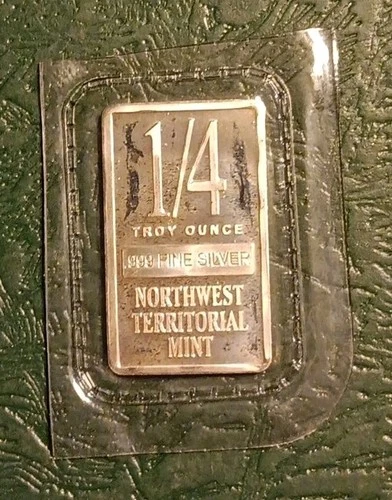 1/4
TROY OUNCE
.999 FINE SILVER
NORTHWEST
TERRITORIAL
MINT